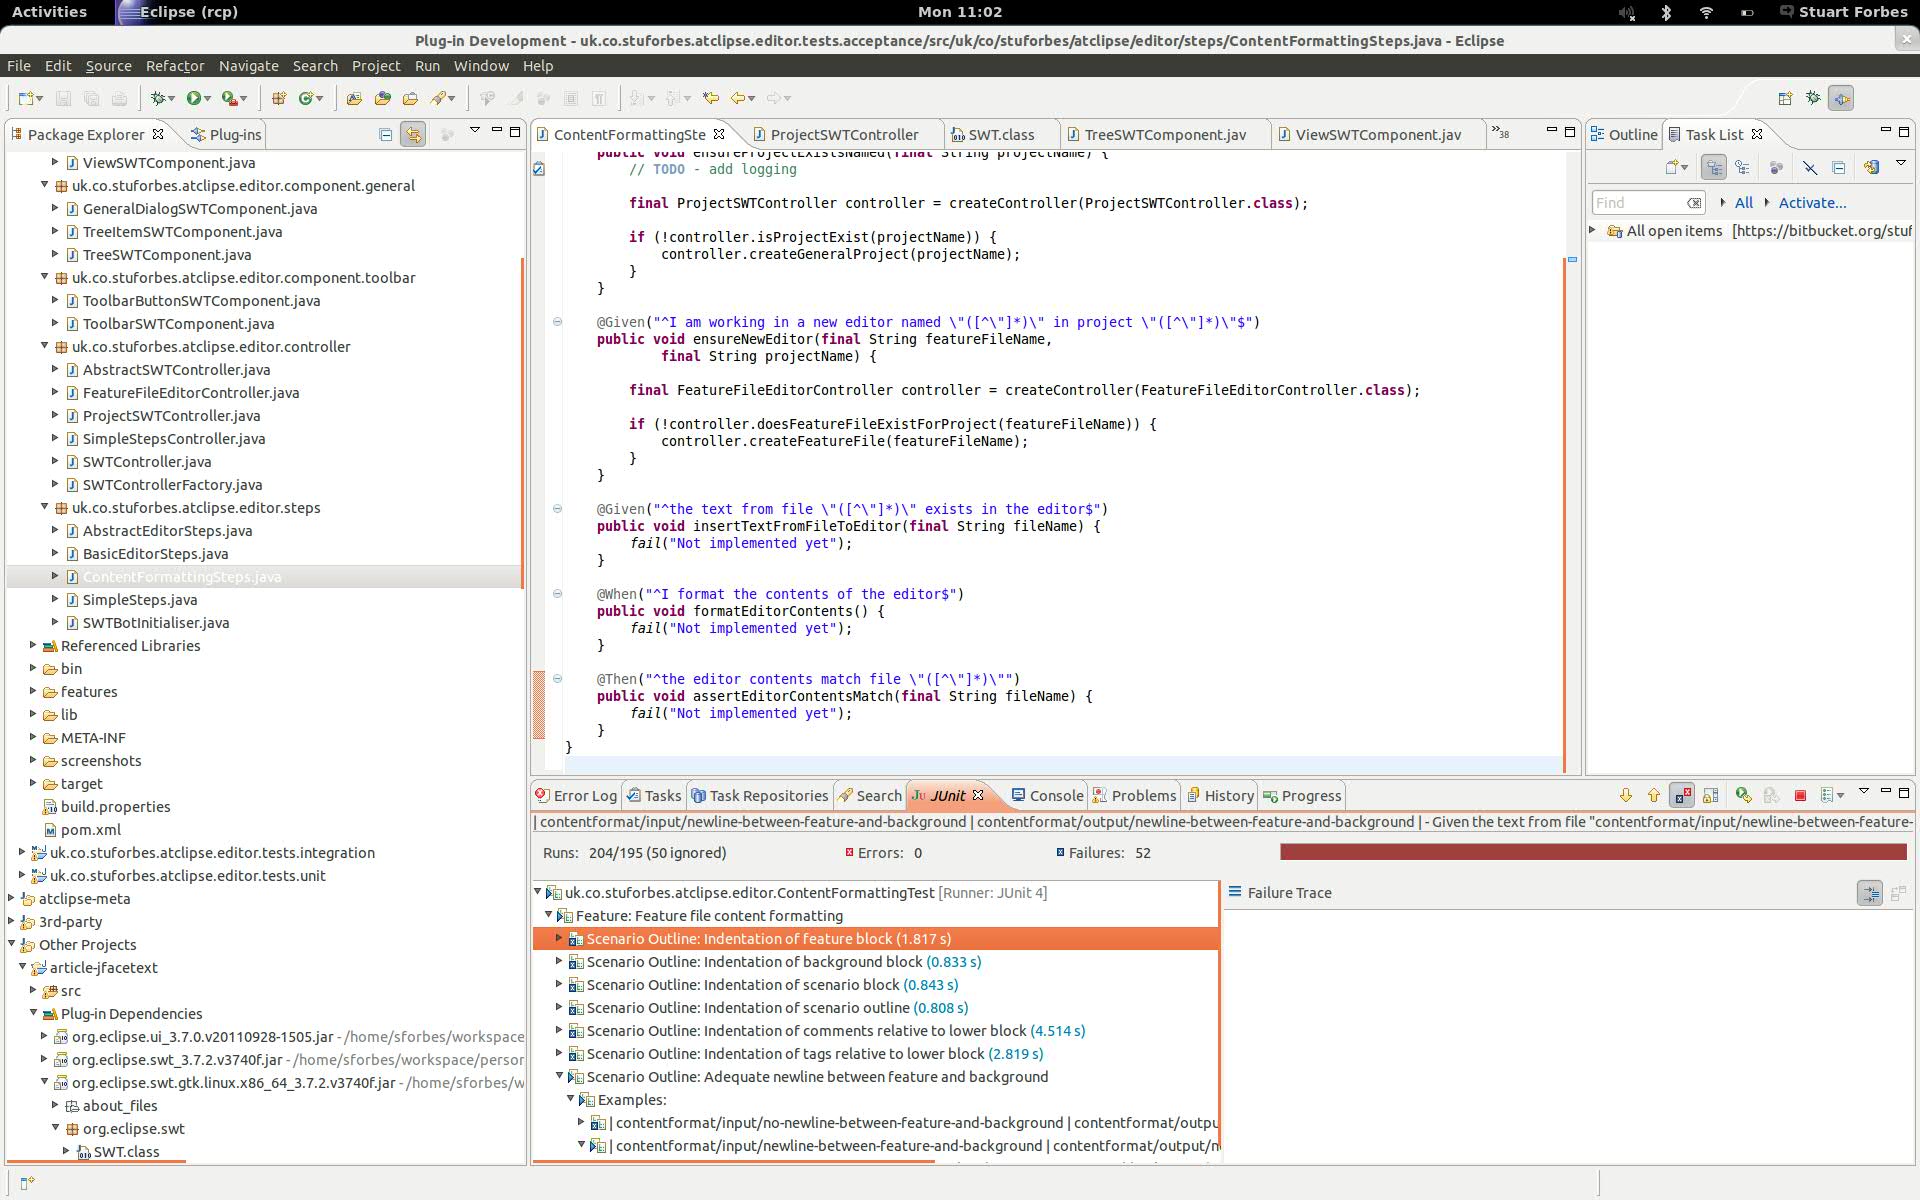 Activities
Eclipse (rcp)
Mon 11:02
Stuart Forbes
Plug-in Development - uk.co.stuforbes.atclipse.editor.tests.acceptance/src/uk/co/stuforbes/atclipse/editor/steps/ContentFormattingSteps.java - Eclipse
File Edit Source Refactor Navigate Search Project Run Window Help
Package Explorer
Plug-ins
ViewSWTComponent.java
uk.co.stuforbes.atclipse.editor.component.general
GeneralDialogSWTComponent.java
TreeItemSWTComponent.java
TreeSWTComponent.java
uk.co.stuforbes.atclipse.editor.component.toolbar
ToolbarButtonSWTComponent.java
ToolbarSWTComponent.java
uk.co.stuforbes.atclipse.editor.controller
AbstractSWTController.java
FeatureFileEditorController.java
ProjectSWTController.java
SimpleStepsController.java
SWTController.java
SWTControllerFactory.java
uk.co.stuforbes.atclipse.editor.steps
AbstractEditorSteps.java
BasicEditorSteps.java
ContentFormattingSteps.java
SimpleSteps.java
SWTBotInitialiser.java
Referenced Libraries
bin
features
lib
META-INF
screenshots
target
build.properties
pom.xml
uk.co.stuforbes.atclipse.editor.tests.integration
uk.co.stuforbes.atclipse.editor.tests.unit
atclipse-meta
3rd-party
Other Projects
article-jfacetext
src
Plug-in Dependencies
org.eclipse.ui_3.7.0.v20110928-1505.jar - /home/sforbes/workspace
org.eclipse.swt_3.7.2.v3740f.jar - /home/sforbes/workspace/person
org.eclipse.swt.gtk.linux.x86_64_3.7.2.v3740f.jar - /home/sforbes/w
about_files
org.eclipse.swt
SWT.class
ContentFormattingSte
ProjectSWTController
SWT.class
TreeSWTComponent.jav
ViewSWTComponent.jav
»38
public void ensureProjectExistsNamed(final String projectName) {
// TODO - add logging
final ProjectSWTController controller = createController(ProjectSWTController.class);
if (!controller.isProjectExist(projectName)) {
controller.createGeneralProject(projectName);
}
}
@Given("^I am working in a new editor named \"([^\"]*)\" in project \"([^\"]*)\"$")
public void ensureNewEditor(final String featureFileName,
final String projectName) {
final FeatureFileEditorController controller = createController(FeatureFileEditorController.class);
if (!controller.doesFeatureFileExistForProject(featureFileName)) {
controller.createFeatureFile(featureFileName);
}
}
@Given("^the text from file \"([^\"]*)\" exists in the editor$")
public void insertTextFromFileToEditor(final String fileName) {
fail("Not implemented yet");
}
@When("^I format the contents of the editor$")
public void formatEditorContents() {
fail("Not implemented yet");
}
@Then("^the editor contents match file \"([^\"]*)\"")
public void assertEditorContentsMatch(final String fileName) {
fail("Not implemented yet");
}
}
Outline
Task List
Find
All
Activate...
All open items [https://bitbucket.org/stuf
Error Log
Tasks
Task Repositories
Search
JUnit
Console
Problems
History
Progress
| contentformat/input/newline-between-feature-and-background | contentformat/output/newline-between-feature-and-background | - Given the text from file "contentformat/input/newline-between-feature-
Runs: 204/195 (50 ignored)
Errors: 0
Failures: 52
uk.co.stuforbes.atclipse.editor.ContentFormattingTest [Runner: JUnit 4]
Feature: Feature file content formatting
Scenario Outline: Indentation of feature block (1.817 s)
Scenario Outline: Indentation of background block (0.833 s)
Scenario Outline: Indentation of scenario block (0.843 s)
Scenario Outline: Indentation of scenario outline (0.808 s)
Scenario Outline: Indentation of comments relative to lower block (4.514 s)
Scenario Outline: Indentation of tags relative to lower block (2.819 s)
Scenario Outline: Adequate newline between feature and background
Examples:
| contentformat/input/no-newline-between-feature-and-background | contentformat/outpu
| contentformat/input/newline-between-feature-and-background | contentformat/output/n
Failure Trace